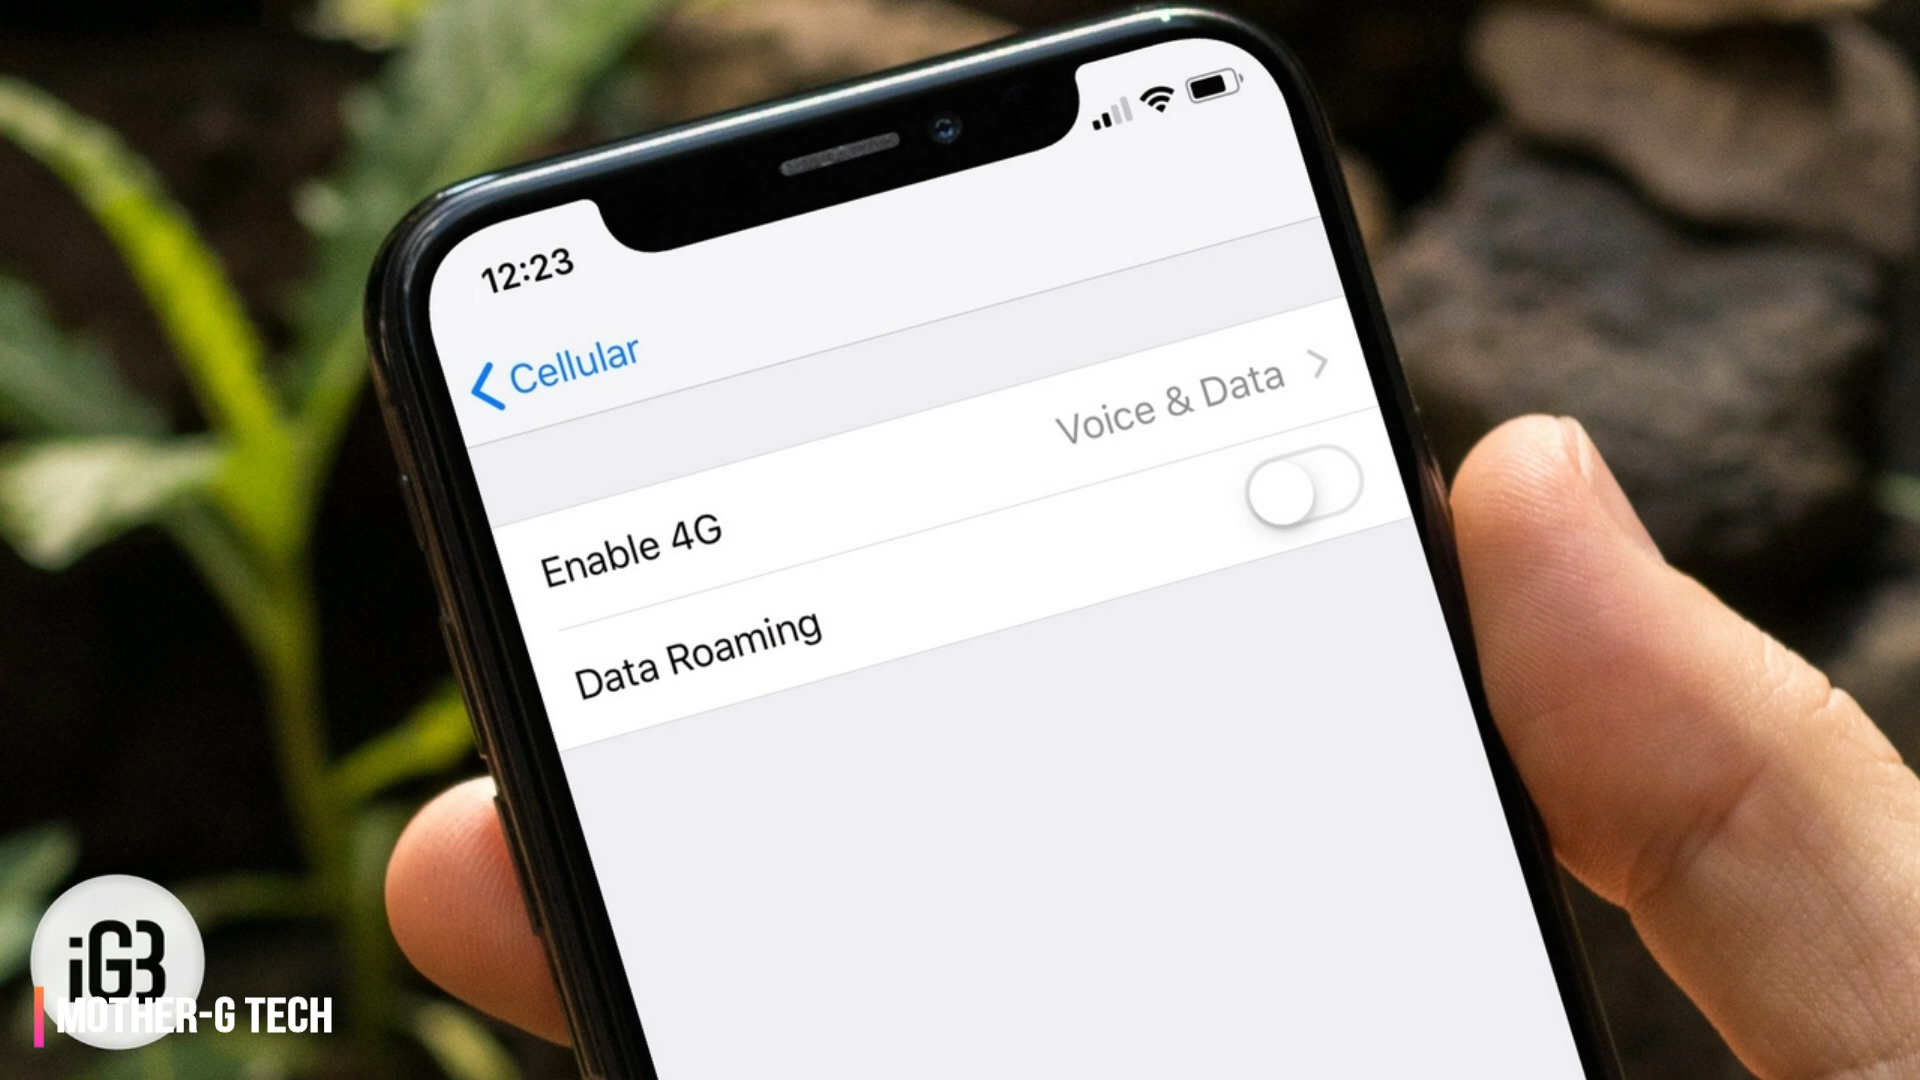 12:23
Cellular
Enable 4G
Voice & Data
Data Roaming
iGB
MOTHER-G TECH